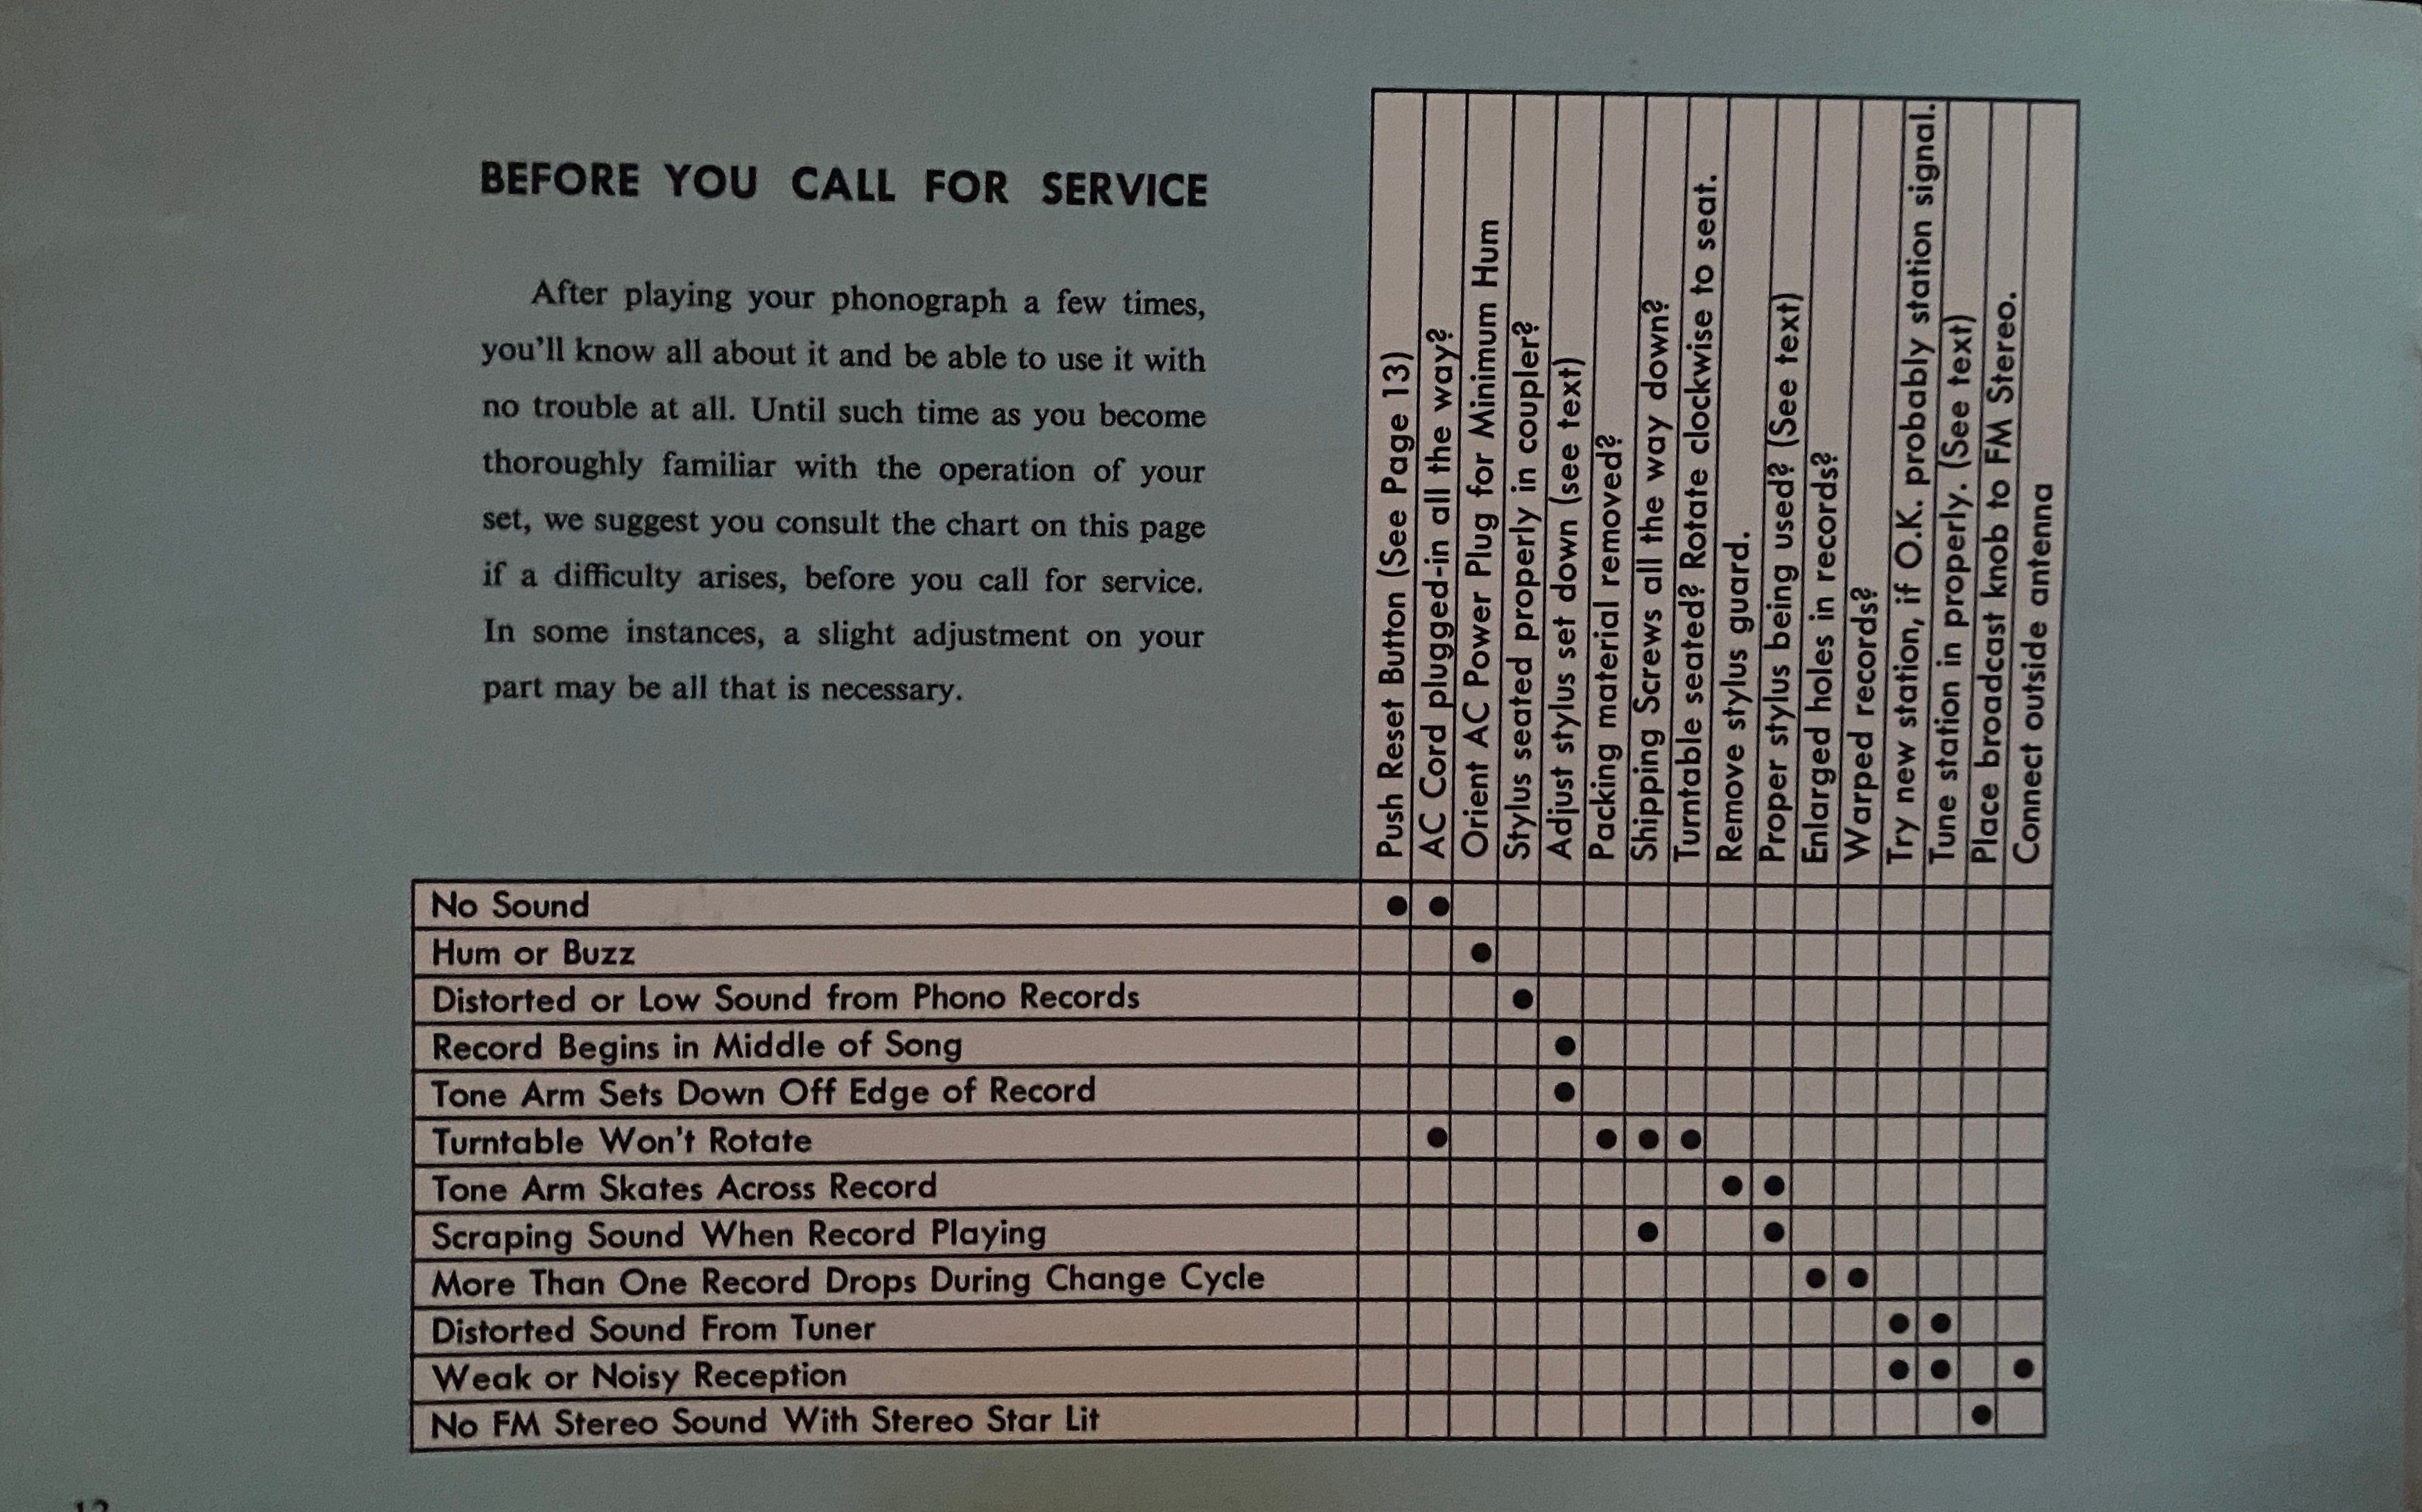 BEFORE YOU CALL FOR SERVICE
After playing your phonograph a few times,
you'll know all about it and be able to use it with
no trouble at all. Until such time as you become
thoroughly familiar with the operation of your
set, we suggest you consult the chart on this page
if a difficulty arises, before you call for service.
In some instances, a slight adjustment on your
part may be all that is necessary.
Push Reset Button (See Page 13)
AC Cord plugged-in all the way?
Orient AC Power Plug for Minimum Hum
Stylus seated properly in coupler?
Adjust stylus set down (see text)
Packing material removed?
Shipping Screws all the way down?
Turntable seated? Rotate clockwise to seat.
Remove stylus guard.
Proper stylus being used? (See text)
Enlarged holes in records?
Warped records?
Try new station, if O.K. probably station signal.
Tune station in properly. (See text)
Place broadcast knob to FM Stereo.
Connect outside antenna
No Sound
Hum or Buzz
Distorted or Low Sound from Phono Records
Record Begins in Middle of Song
Tone Arm Sets Down Off Edge of Record
Turntable Won't Rotate
Tone Arm Skates Across Record
Scraping Sound When Record Playing
More Than One Record Drops During Change Cycle
Distorted Sound From Tuner
Weak or Noisy Reception
No FM Stereo Sound With Stereo Star Lit